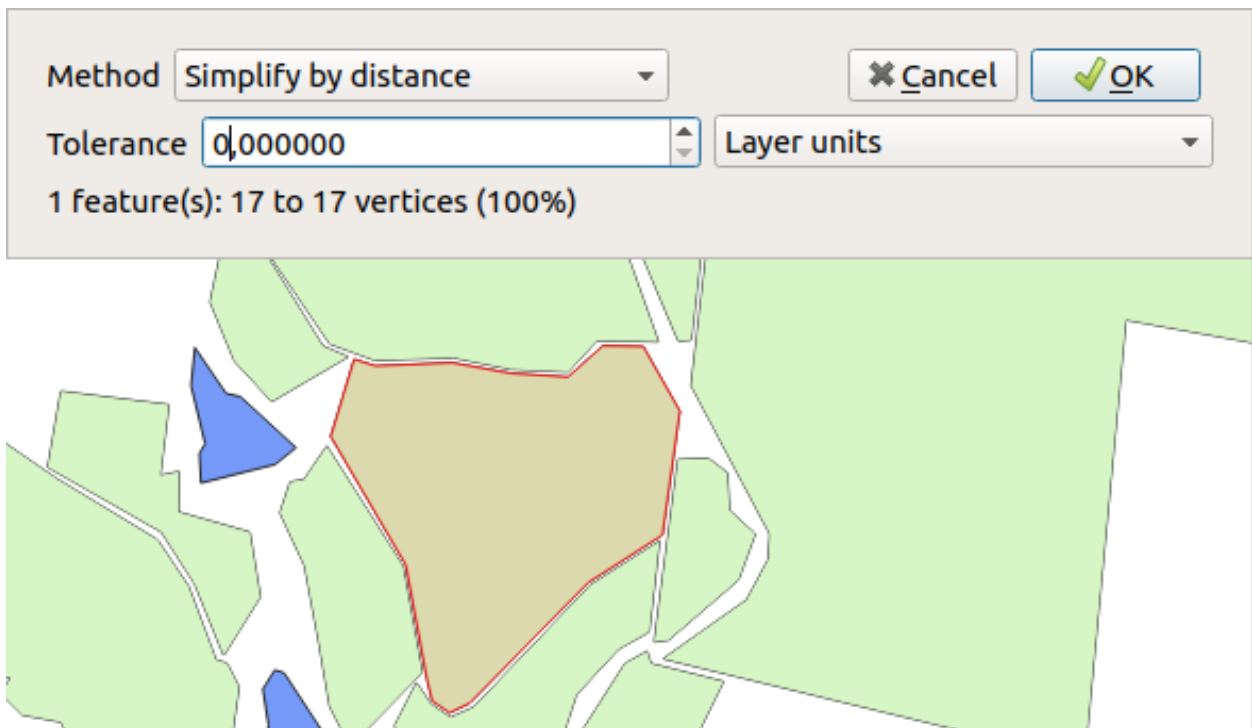 Method Simplify by distance Cancel OK
Tolerance 0,000000 Layer units
1 feature(s): 17 to 17 vertices (100%)